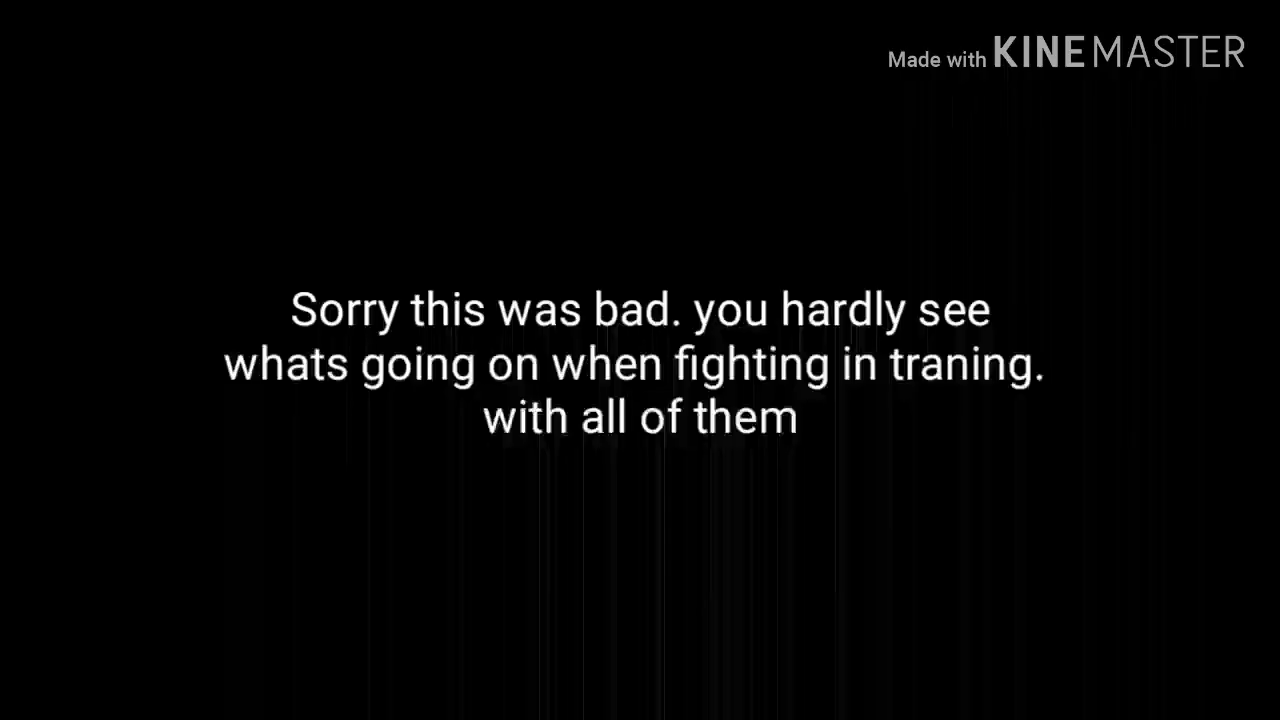 Made with KINEMASTER
Sorry this was bad. you hardly see
whats going on when fighting in traning.
with all of them